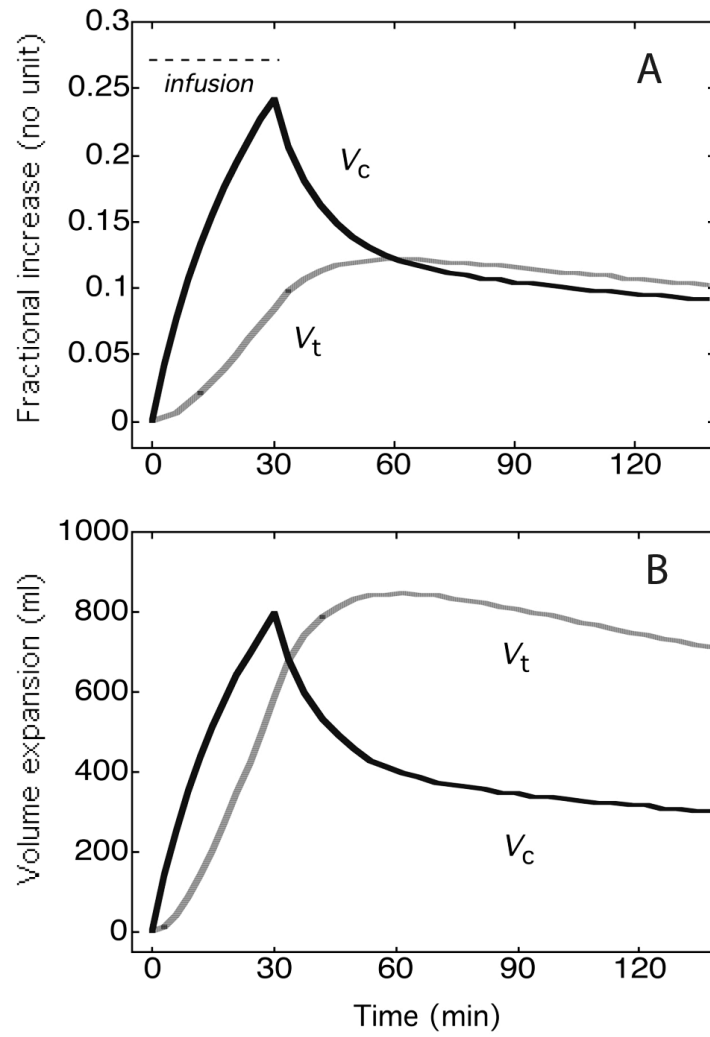 0.3
A
infusion
0.25
0.2
Vc
0.15
0.1
0.05
Vt
0
Fractional increase (no unit)
0 30 60 90 120
1000
B
800
600
Vt
400
200
Vc
0
Volume expansion (ml)
0 30 60 90 120
Time (min)